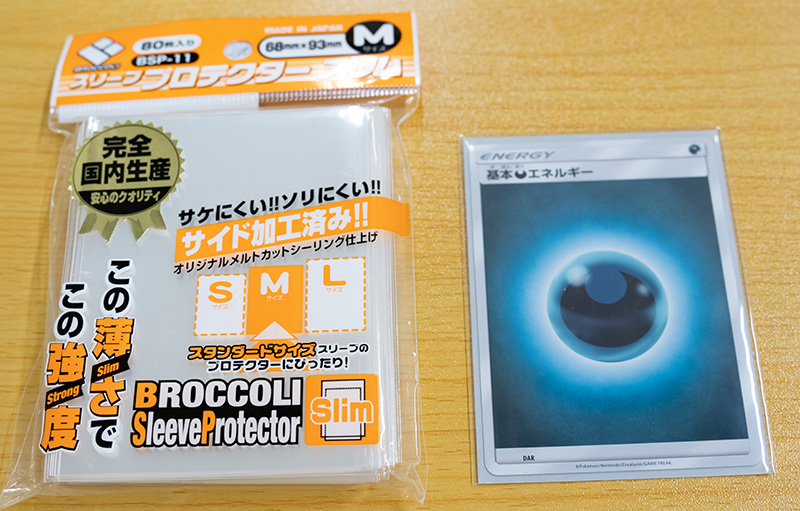 BROCCOLI
80枚入り
BSP-11
MADE IN JAPAN
68mm×93mm
M
サイズ
スリーブプロテクタースリム
完全
国内生産
安心のクオリティ
サケにくい!!ソリにくい!!
サイド加工済み!!
オリジナルメルトカットシーリング仕上げ
S
サイズ
M
サイズ
L
サイズ
スタンダードサイズスリーブの
プロテクターにぴったり!
この薄さで
Slim
この強度
Strong
BROCCOLI
SleeveProtector
Slim
ENERGY
基本エネルギー
DAR
©Pokémon/Nintendo/Creatures/GAME FREAK.